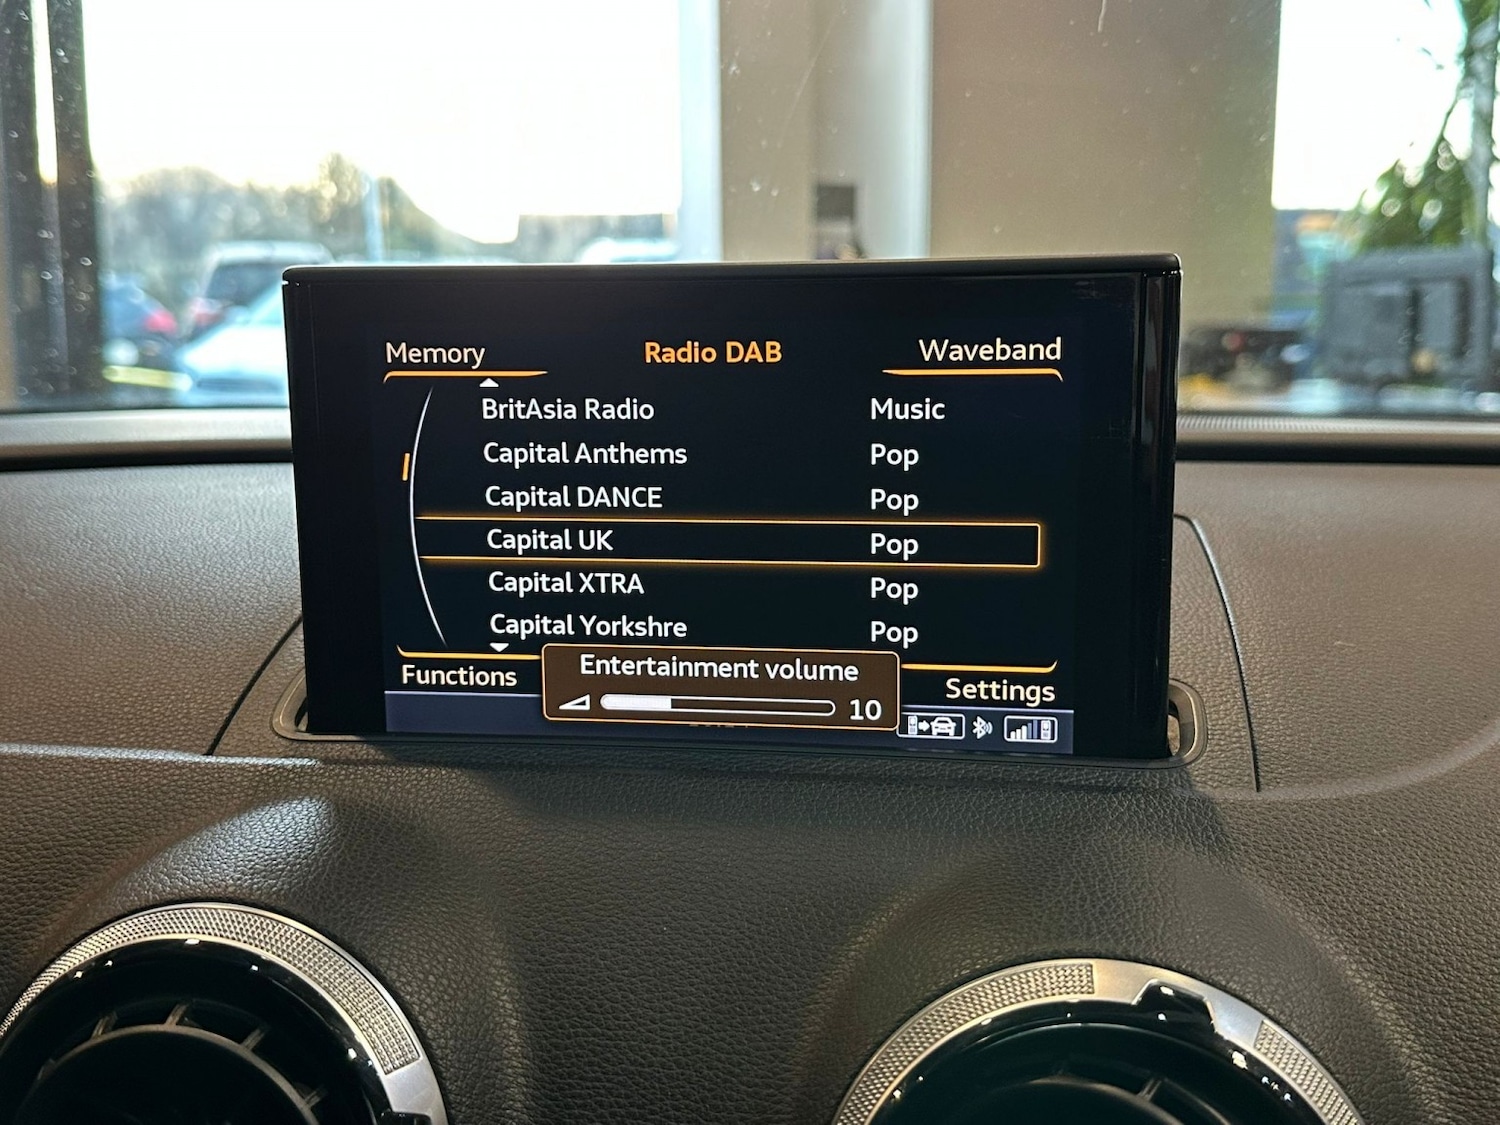 Memory Radio DAB Waveband
BritAsia Radio Music
Capital Anthems Pop
Capital DANCE Pop
Capital UK Pop
Capital XTRA Pop
Capital Yorkshre Pop
Functions Entertainment volume Settings
10